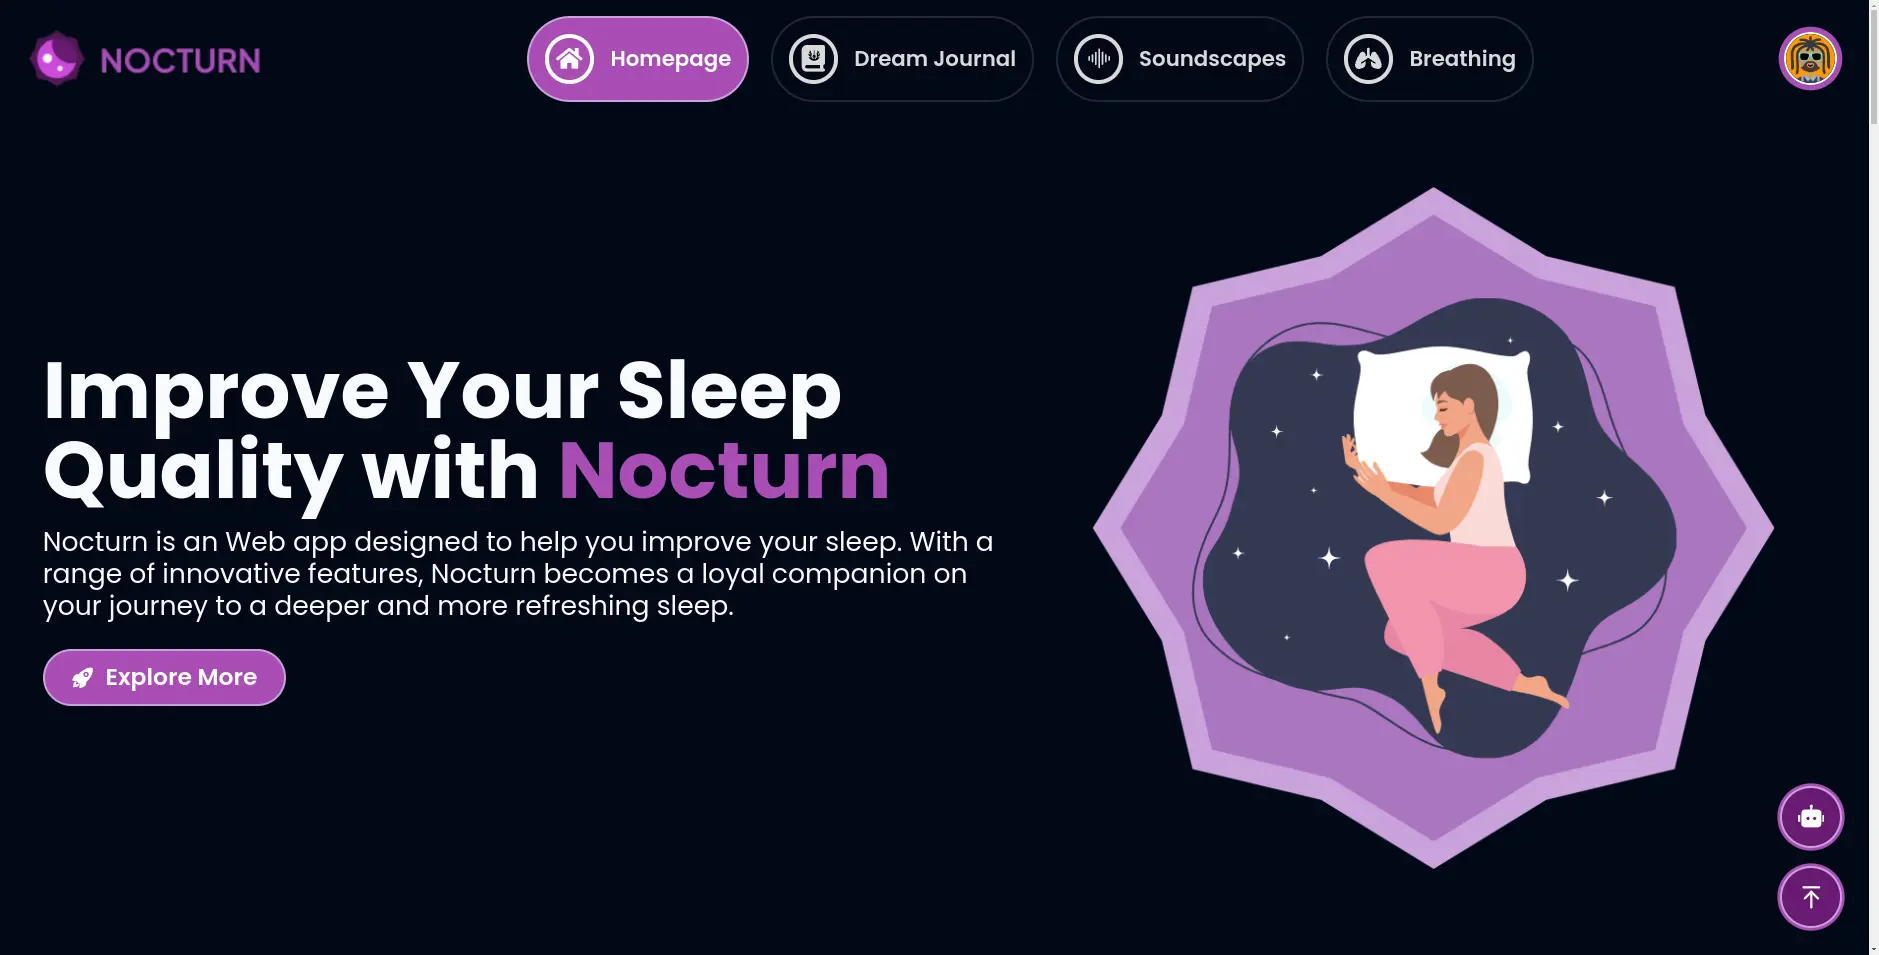 NOCTURN
Homepage
Dream Journal
Soundscapes
Breathing
Improve Your Sleep
Quality with Nocturn
Nocturn is an Web app designed to help you improve your sleep. With a
range of innovative features, Nocturn becomes a loyal companion on
your journey to a deeper and more refreshing sleep.
Explore More